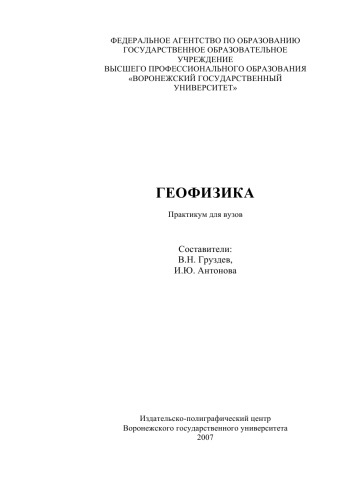 ФЕДЕРАЛЬНОЕ АГЕНТСТВО ПО ОБРАЗОВАНИЮ
ГОСУДАРСТВЕННОЕ ОБРАЗОВАТЕЛЬНОЕ
УЧРЕЖДЕНИЕ
ВЫСШЕГО ПРОФЕССИОНАЛЬНОГО ОБРАЗОВАНИЯ
«ВОРОНЕЖСКИЙ ГОСУДАРСТВЕННЫЙ
УНИВЕРСИТЕТ»
ГЕОФИЗИКА
Практикум для вузов
Составители:
В.Н. Груздев,
И.Ю. Антонова
Издательско-полиграфический центр
Воронежского государственного университета
2007